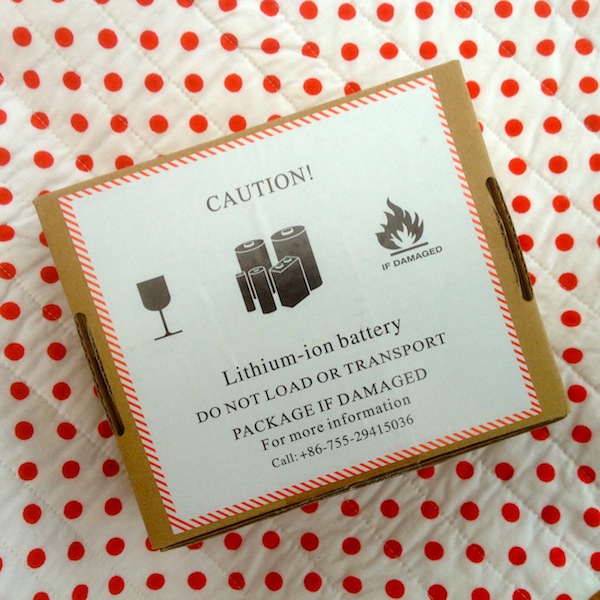 CAUTION!
IF DAMAGED
Lithium-ion battery
DO NOT LOAD OR TRANSPORT
PACKAGE IF DAMAGED
For more information
Call: +86-755-29415036